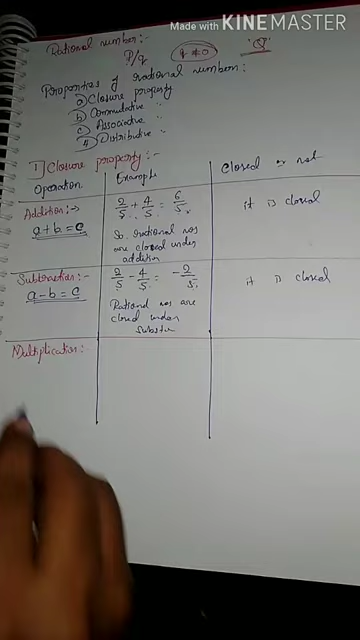 Made with KINEMASTER
Rational number:-
P/q q ≠ 0 'Q'
Properties of rational numbers:
a) Closure property
b) Commutative "
c) Associative "
4) Distributive "
1] Closure property:-
Operation Example Closed or not
Addition:→ 2/5 + 4/5 = 6/5 it is closed
a+b=c
So rational nos
are closed under
addition
Subtraction:- 2/5 - 4/5 = -2/5 it is closed
a-b=c
Rational nos are
closed under
Multiplication: